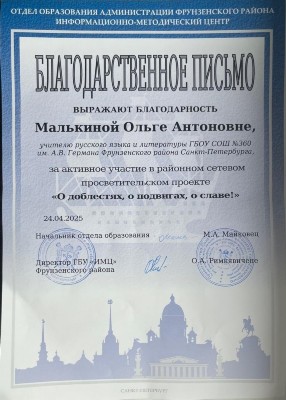 ОТДЕЛ ОБРАЗОВАНИЯ АДМИНИСТРАЦИИ ФРУНЗЕНСКОГО РАЙОНА
ИНФОРМАЦИОННО-МЕТОДИЧЕСКИЙ ЦЕНТР
БЛАГОДАРСТВЕННОЕ ПИСЬМО
ВЫРАЖАЮТ БЛАГОДАРНОСТЬ
Малькиной Ольге Антоновне,
учителю русского языка и литературы ГБОУ СОШ №360
им. А.В. Германа Фрунзенского района Санкт-Петербурга,
за активное участие в районном сетевом
просветительском проекте
«О доблестях, о подвигах, о славе!»
24.04.2025
Начальник отдела образования М.А.
Директор ГБУ «ИМЦ» О.А. Римкявичене
Фрунзенского района
САНКТ-ПЕТЕРБУРГ